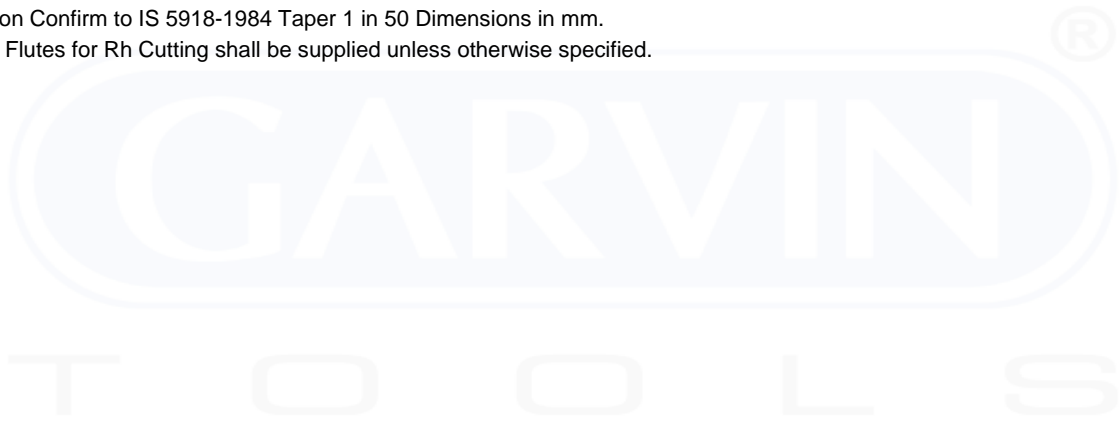 on Confirm to IS 5918-1984 Taper 1 in 50 Dimensions in mm.
Flutes for Rh Cutting shall be supplied unless otherwise specified.
®
GARVIN
TOOLS